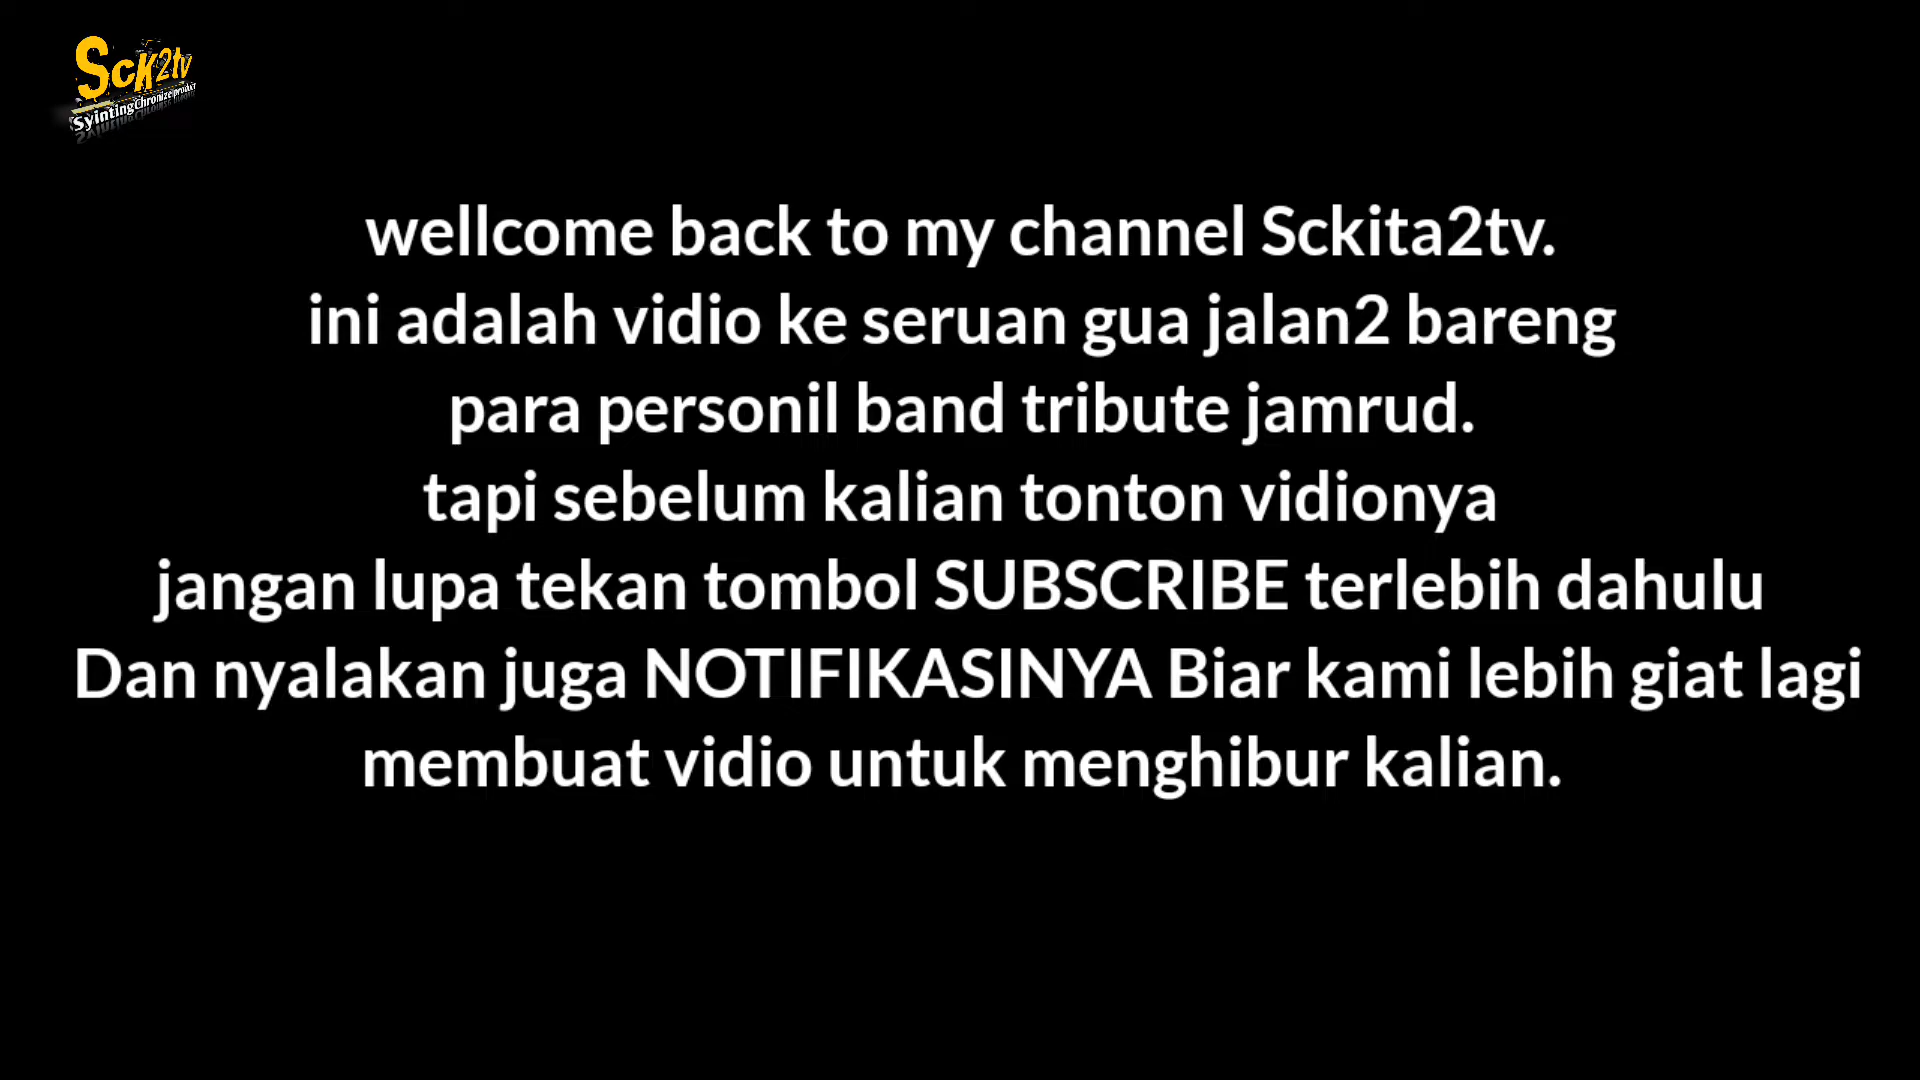 Sck2tv
SyintingChronize product
wellcome back to my channel Sckita2tv.
ini adalah vidio ke seruan gua jalan2 bareng
para personil band tribute jamrud.
tapi sebelum kalian tonton vidionya
jangan lupa tekan tombol SUBSCRIBE terlebih dahulu
Dan nyalakan juga NOTIFIKASINYA Biar kami lebih giat lagi
membuat vidio untuk menghibur kalian.